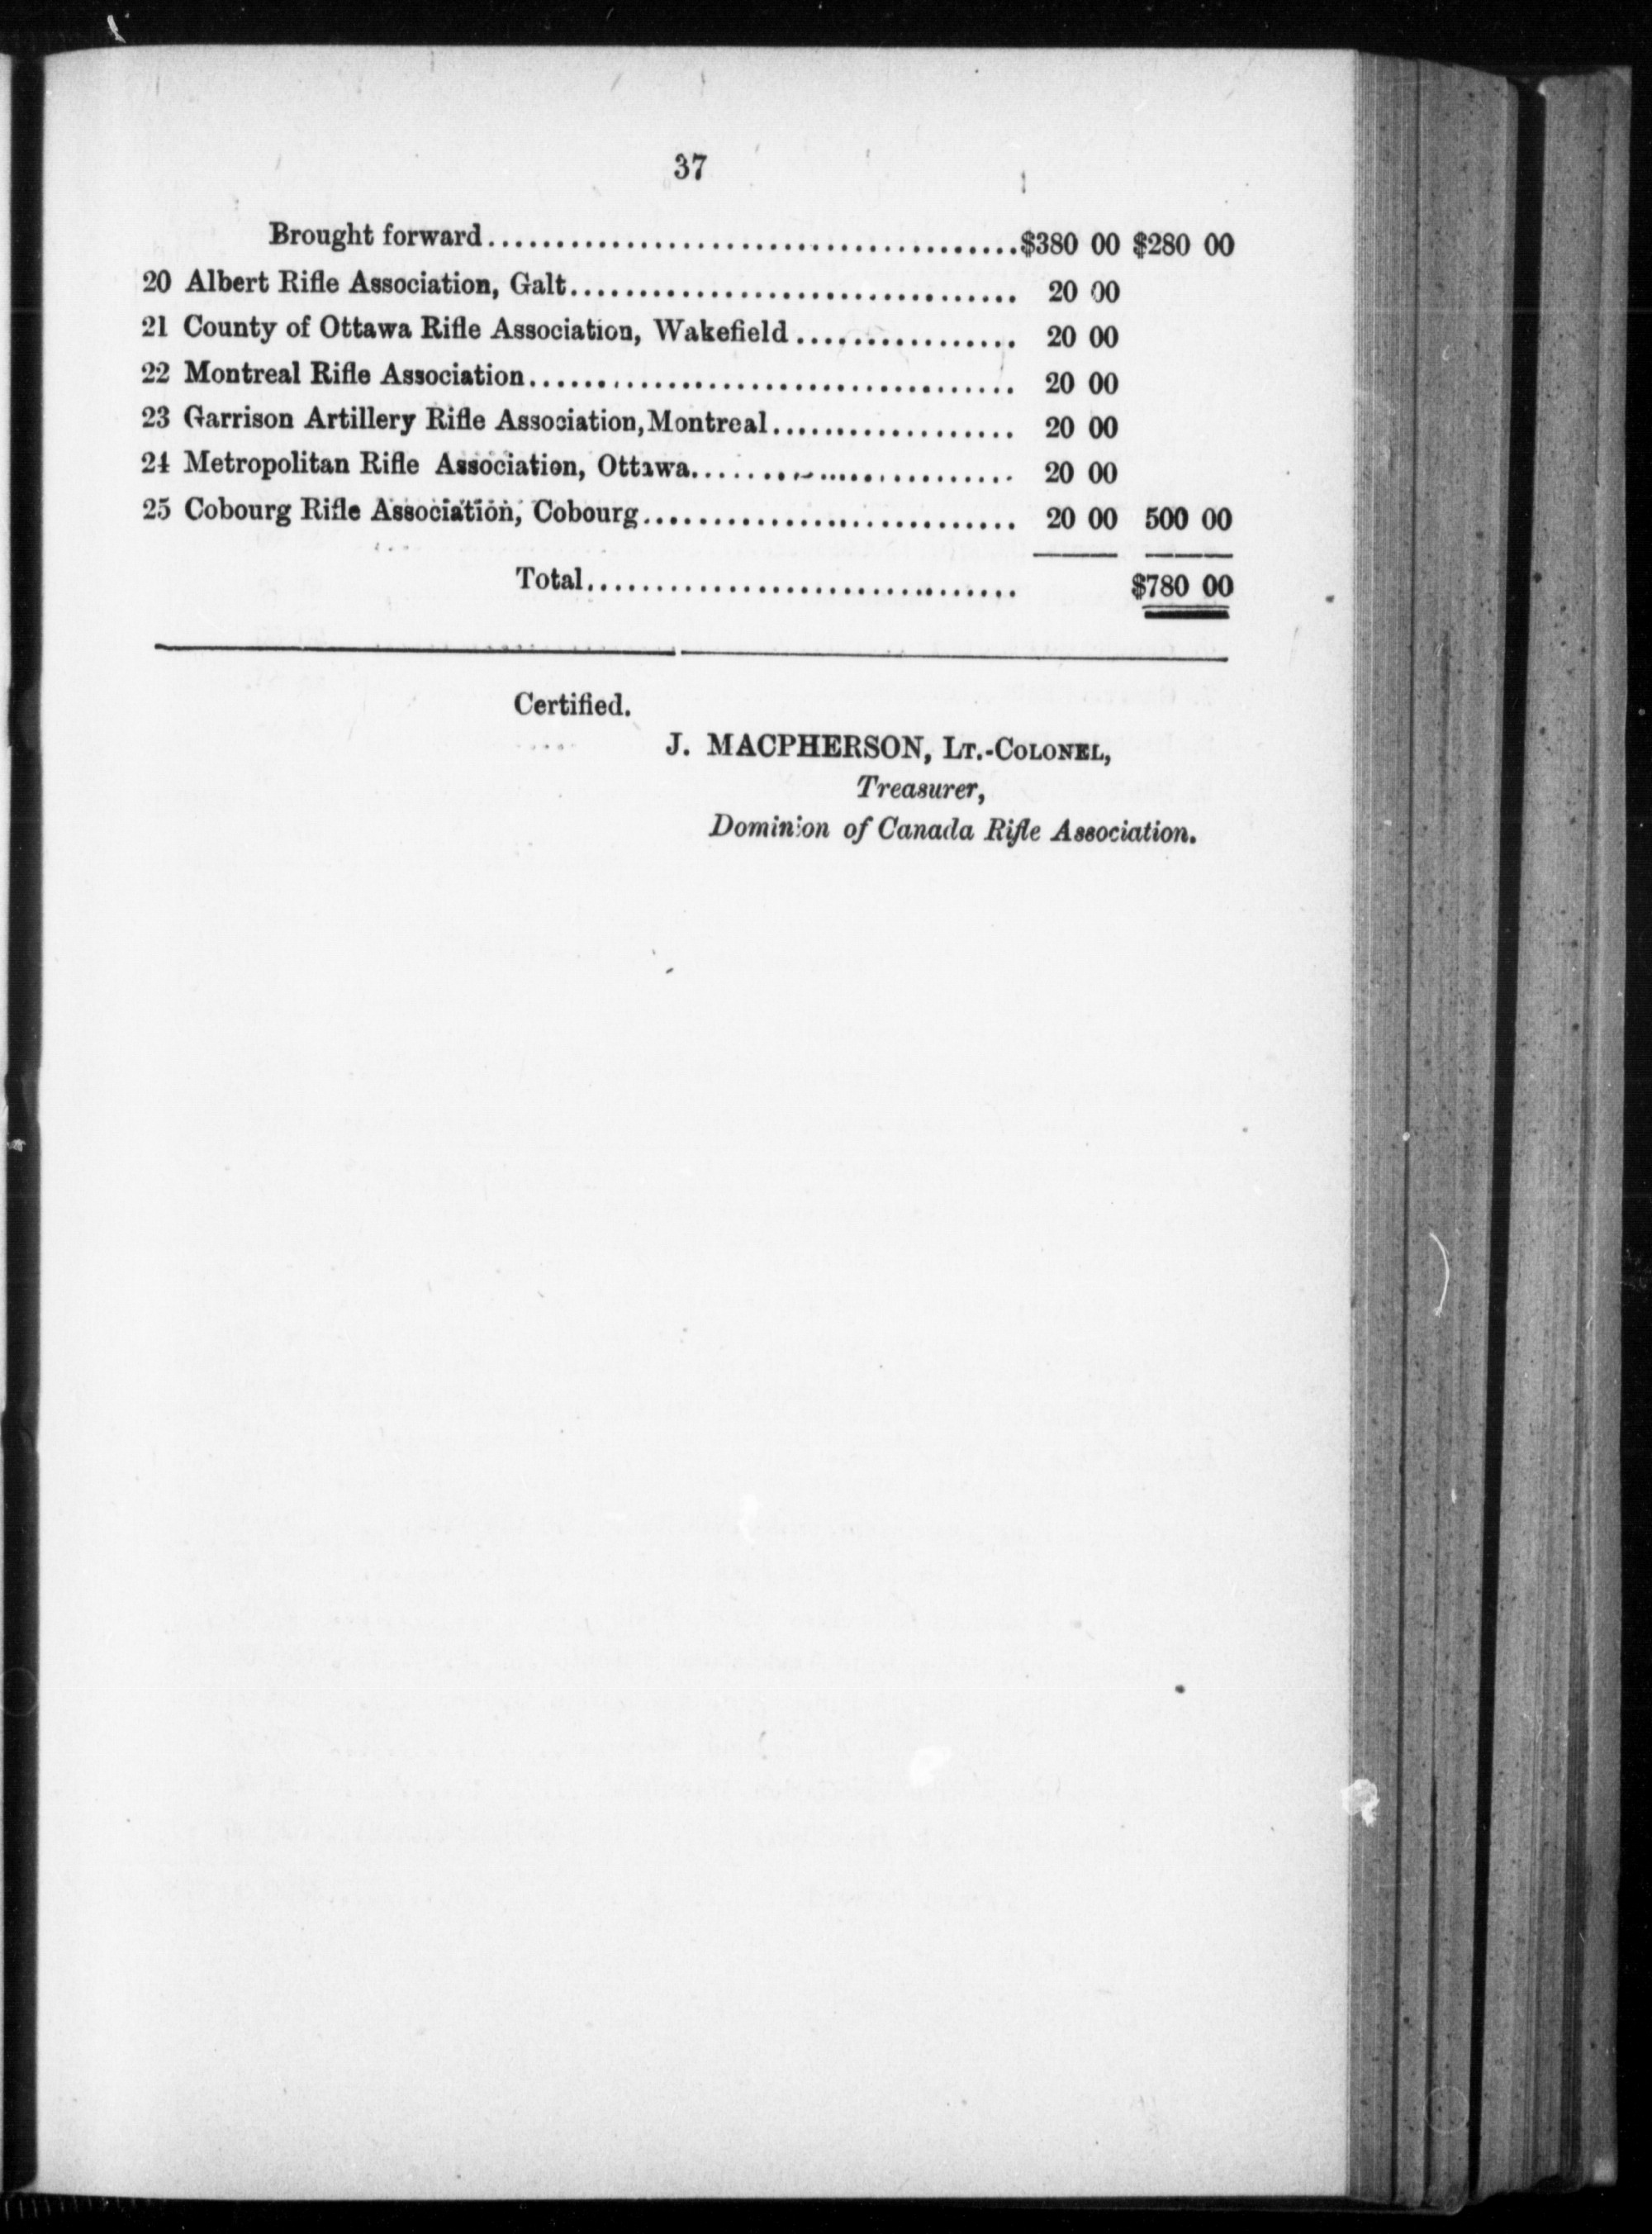 37
Brought forward........................................$380 00 $280 00
20 Albert Rifle Association, Galt................................. 20 00
21 County of Ottawa Rifle Association, Wakefield ................ 20 00
22 Montreal Rifle Association.................................... 20 00
23 Garrison Artillery Rifle Association, Montreal.................. 20 00
24 Metropolitan Rifle Association, Ottawa........................ 20 00
25 Cobourg Rifle Association, Cobourg........................... 20 00 500 00
Total............................... $780 00
Certified.
J. MACPHERSON, LT.-COLONEL,
Treasurer,
Dominion of Canada Rifle Association.